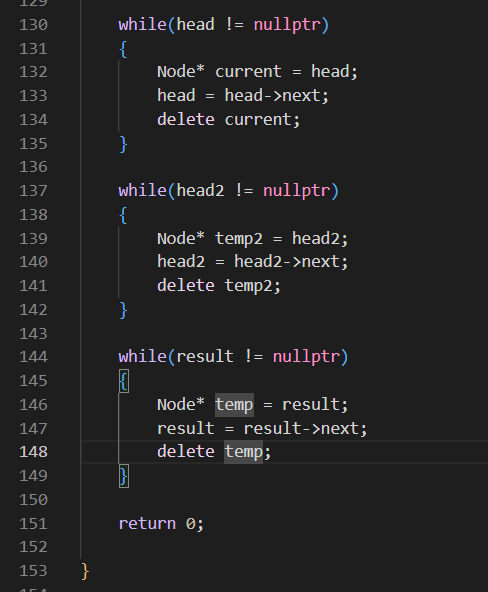 129
130 while(head != nullptr)
131 {
132 Node* current = head;
133 head = head->next;
134 delete current;
135 }
136
137 while(head2 != nullptr)
138 {
139 Node* temp2 = head2;
140 head2 = head2->next;
141 delete temp2;
142 }
143
144 while(result != nullptr)
145 {
146 Node* temp = result;
147 result = result->next;
148 delete temp;
149 }
150
151 return 0;
152
153 }